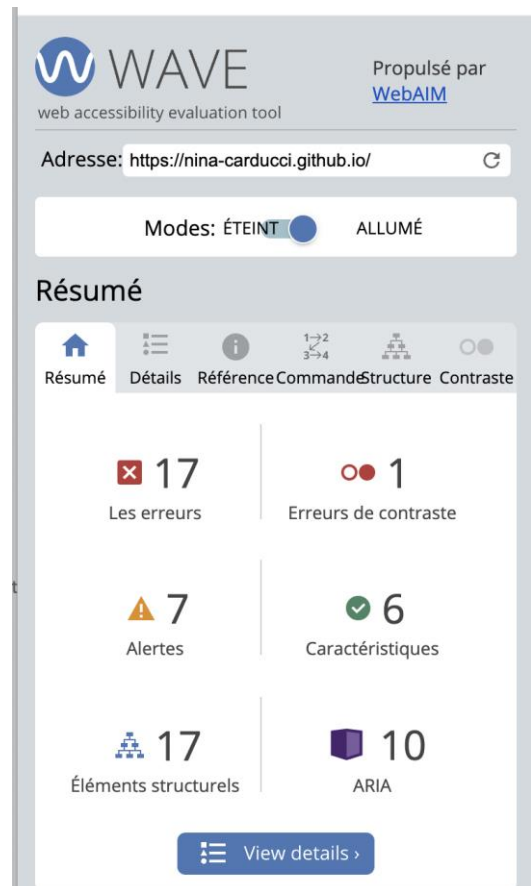 WAVE
web accessibility evaluation tool
Propulsé par
WebAIM
Adresse: https://nina-carducci.github.io/
Modes: ÉTEINT ALLUMÉ
Résumé
1→2
3→4
Résumé Détails Référence Commande Structure Contraste
17 1
Les erreurs Erreurs de contraste
7 6
Alertes Caractéristiques
17 10
Éléments structurels ARIA
View details ›
t